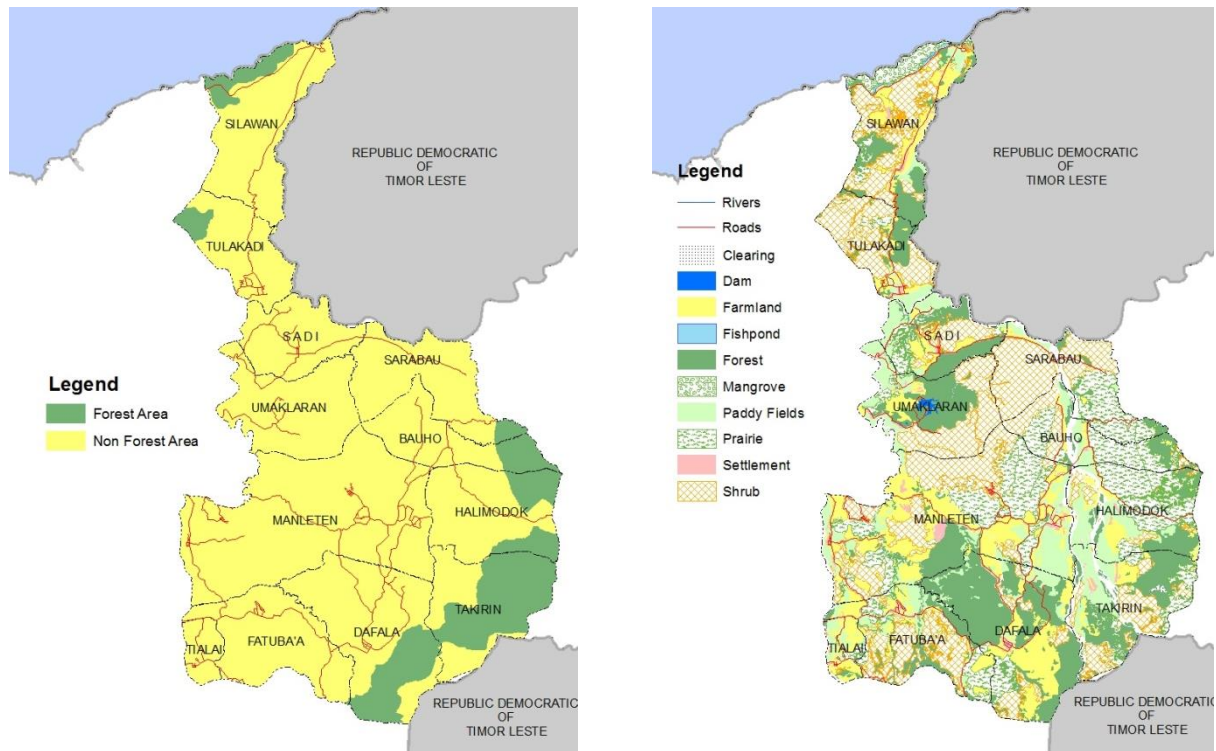 SILAWAN
REPUBLIC DEMOCRATIC
OF
TIMOR LESTE
TULAKADI
SADI
SARABAU
Legend
Forest Area
Non Forest Area
UMAKLARAN
BAUHO
MANLETEN
HALIMODOK
TAKIRIN
DAFALA
FATUBA'A
TIALAI
REPUBLIC DEMOCRATIC
OF
TIMOR LESTE
SILAWAN
REPUBLIC DEMOCRATIC
OF
TIMOR LESTE
Legend
Rivers
Roads
Clearing
Dam
Farmland
Fishpond
Forest
Mangrove
Paddy Fields
Prairie
Settlement
Shrub
TULAKADI
SADI
SARABAU
UMAKLARAN
BAUHO
MANLETEN
HALIMODOK
TAKIRIN
DAFALA
FATUBA'A
TIALAI
REPUBLIC DEMOCRATIC
OF
TIMOR LESTE